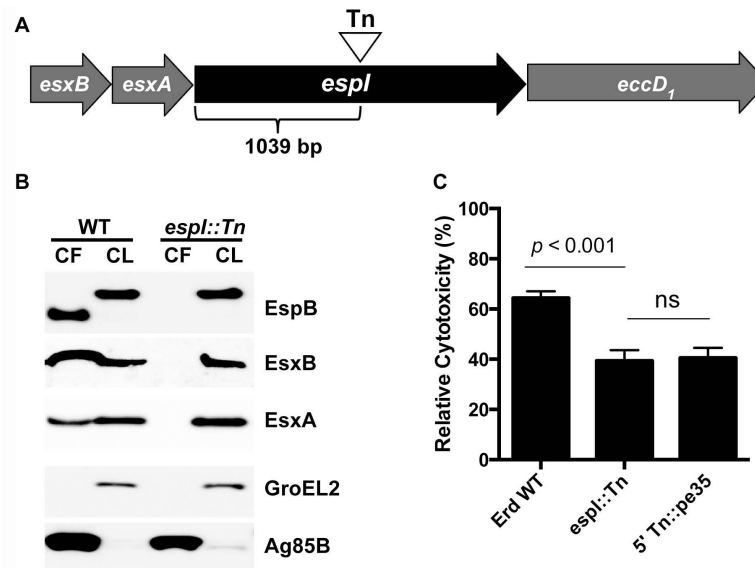 A
Tn
esxB esxA espI eccD1
1039 bp
B
WT espI::Tn
CF CL CF CL
EspB
EsxB
EsxA
GroEL2
Ag85B
C
Relative Cytotoxicity (%)
100
80
60
40
20
0
p < 0.001
ns
Erd WT
espI::Tn
5' Tn::pe35